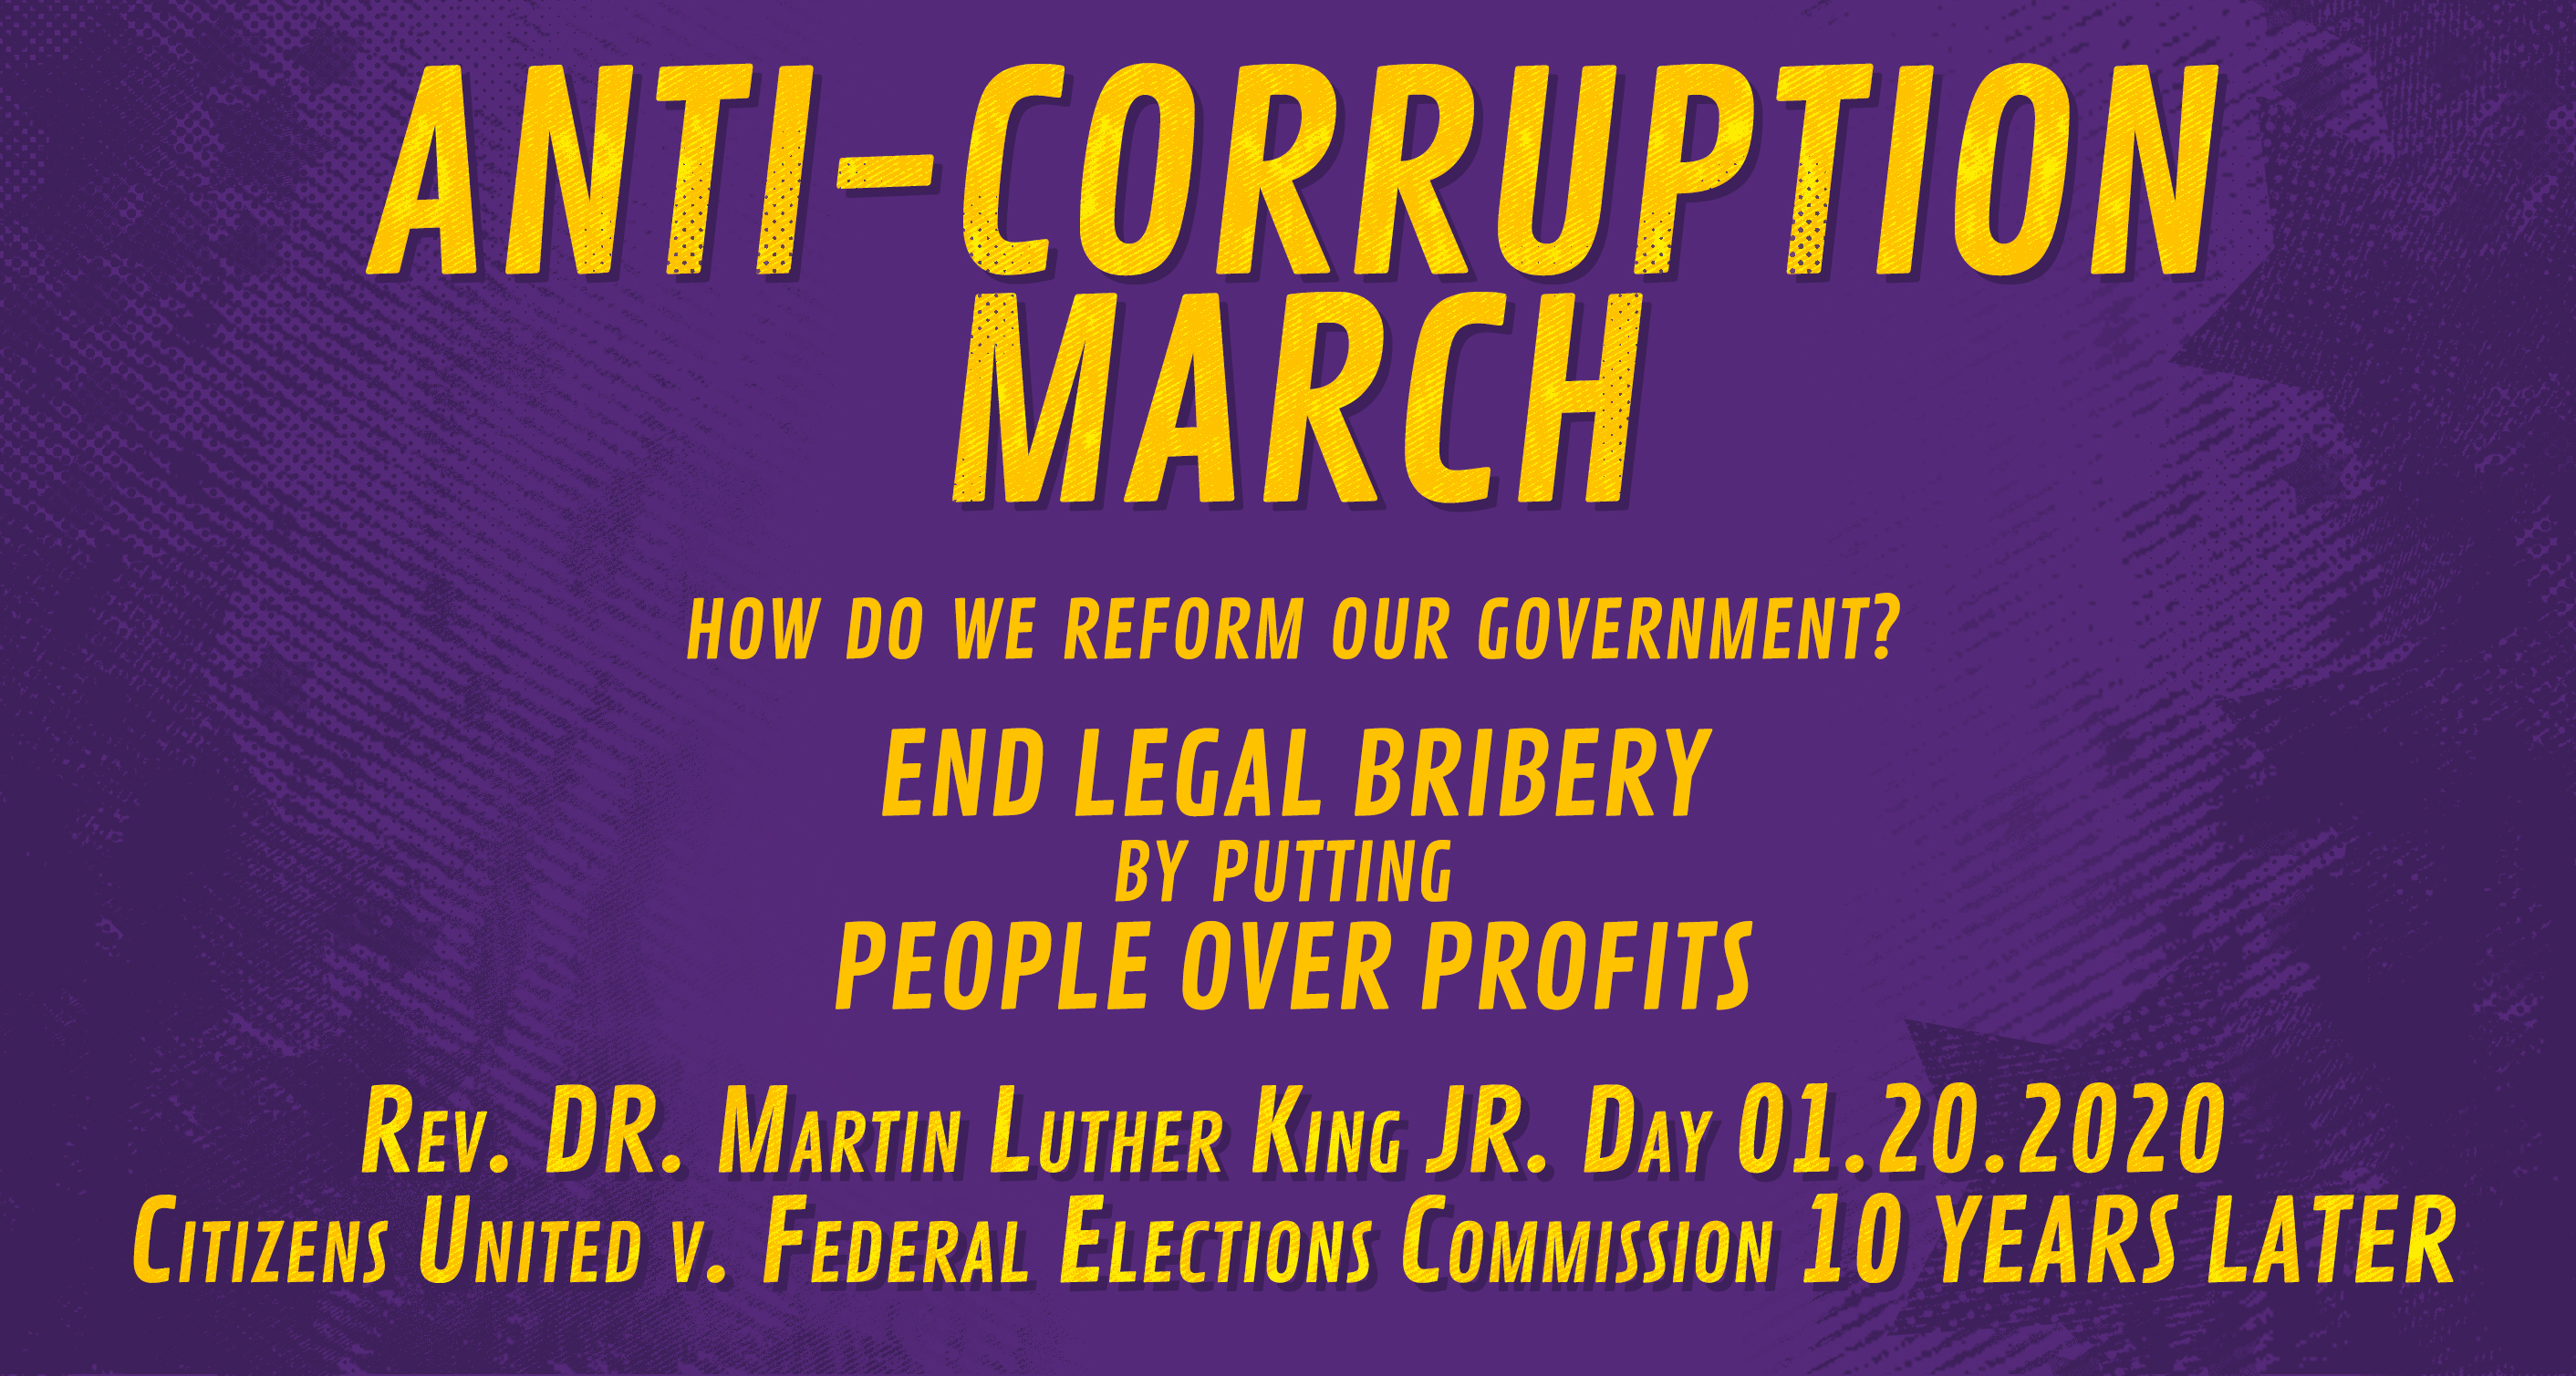 ANTI-CORRUPTION
MARCH
HOW DO WE REFORM OUR GOVERNMENT?
END LEGAL BRIBERY
BY PUTTING
PEOPLE OVER PROFITS
Rev. DR. Martin Luther King JR. Day 01.20.2020
Citizens United v. Federal Elections Commission 10 YEARS LATER